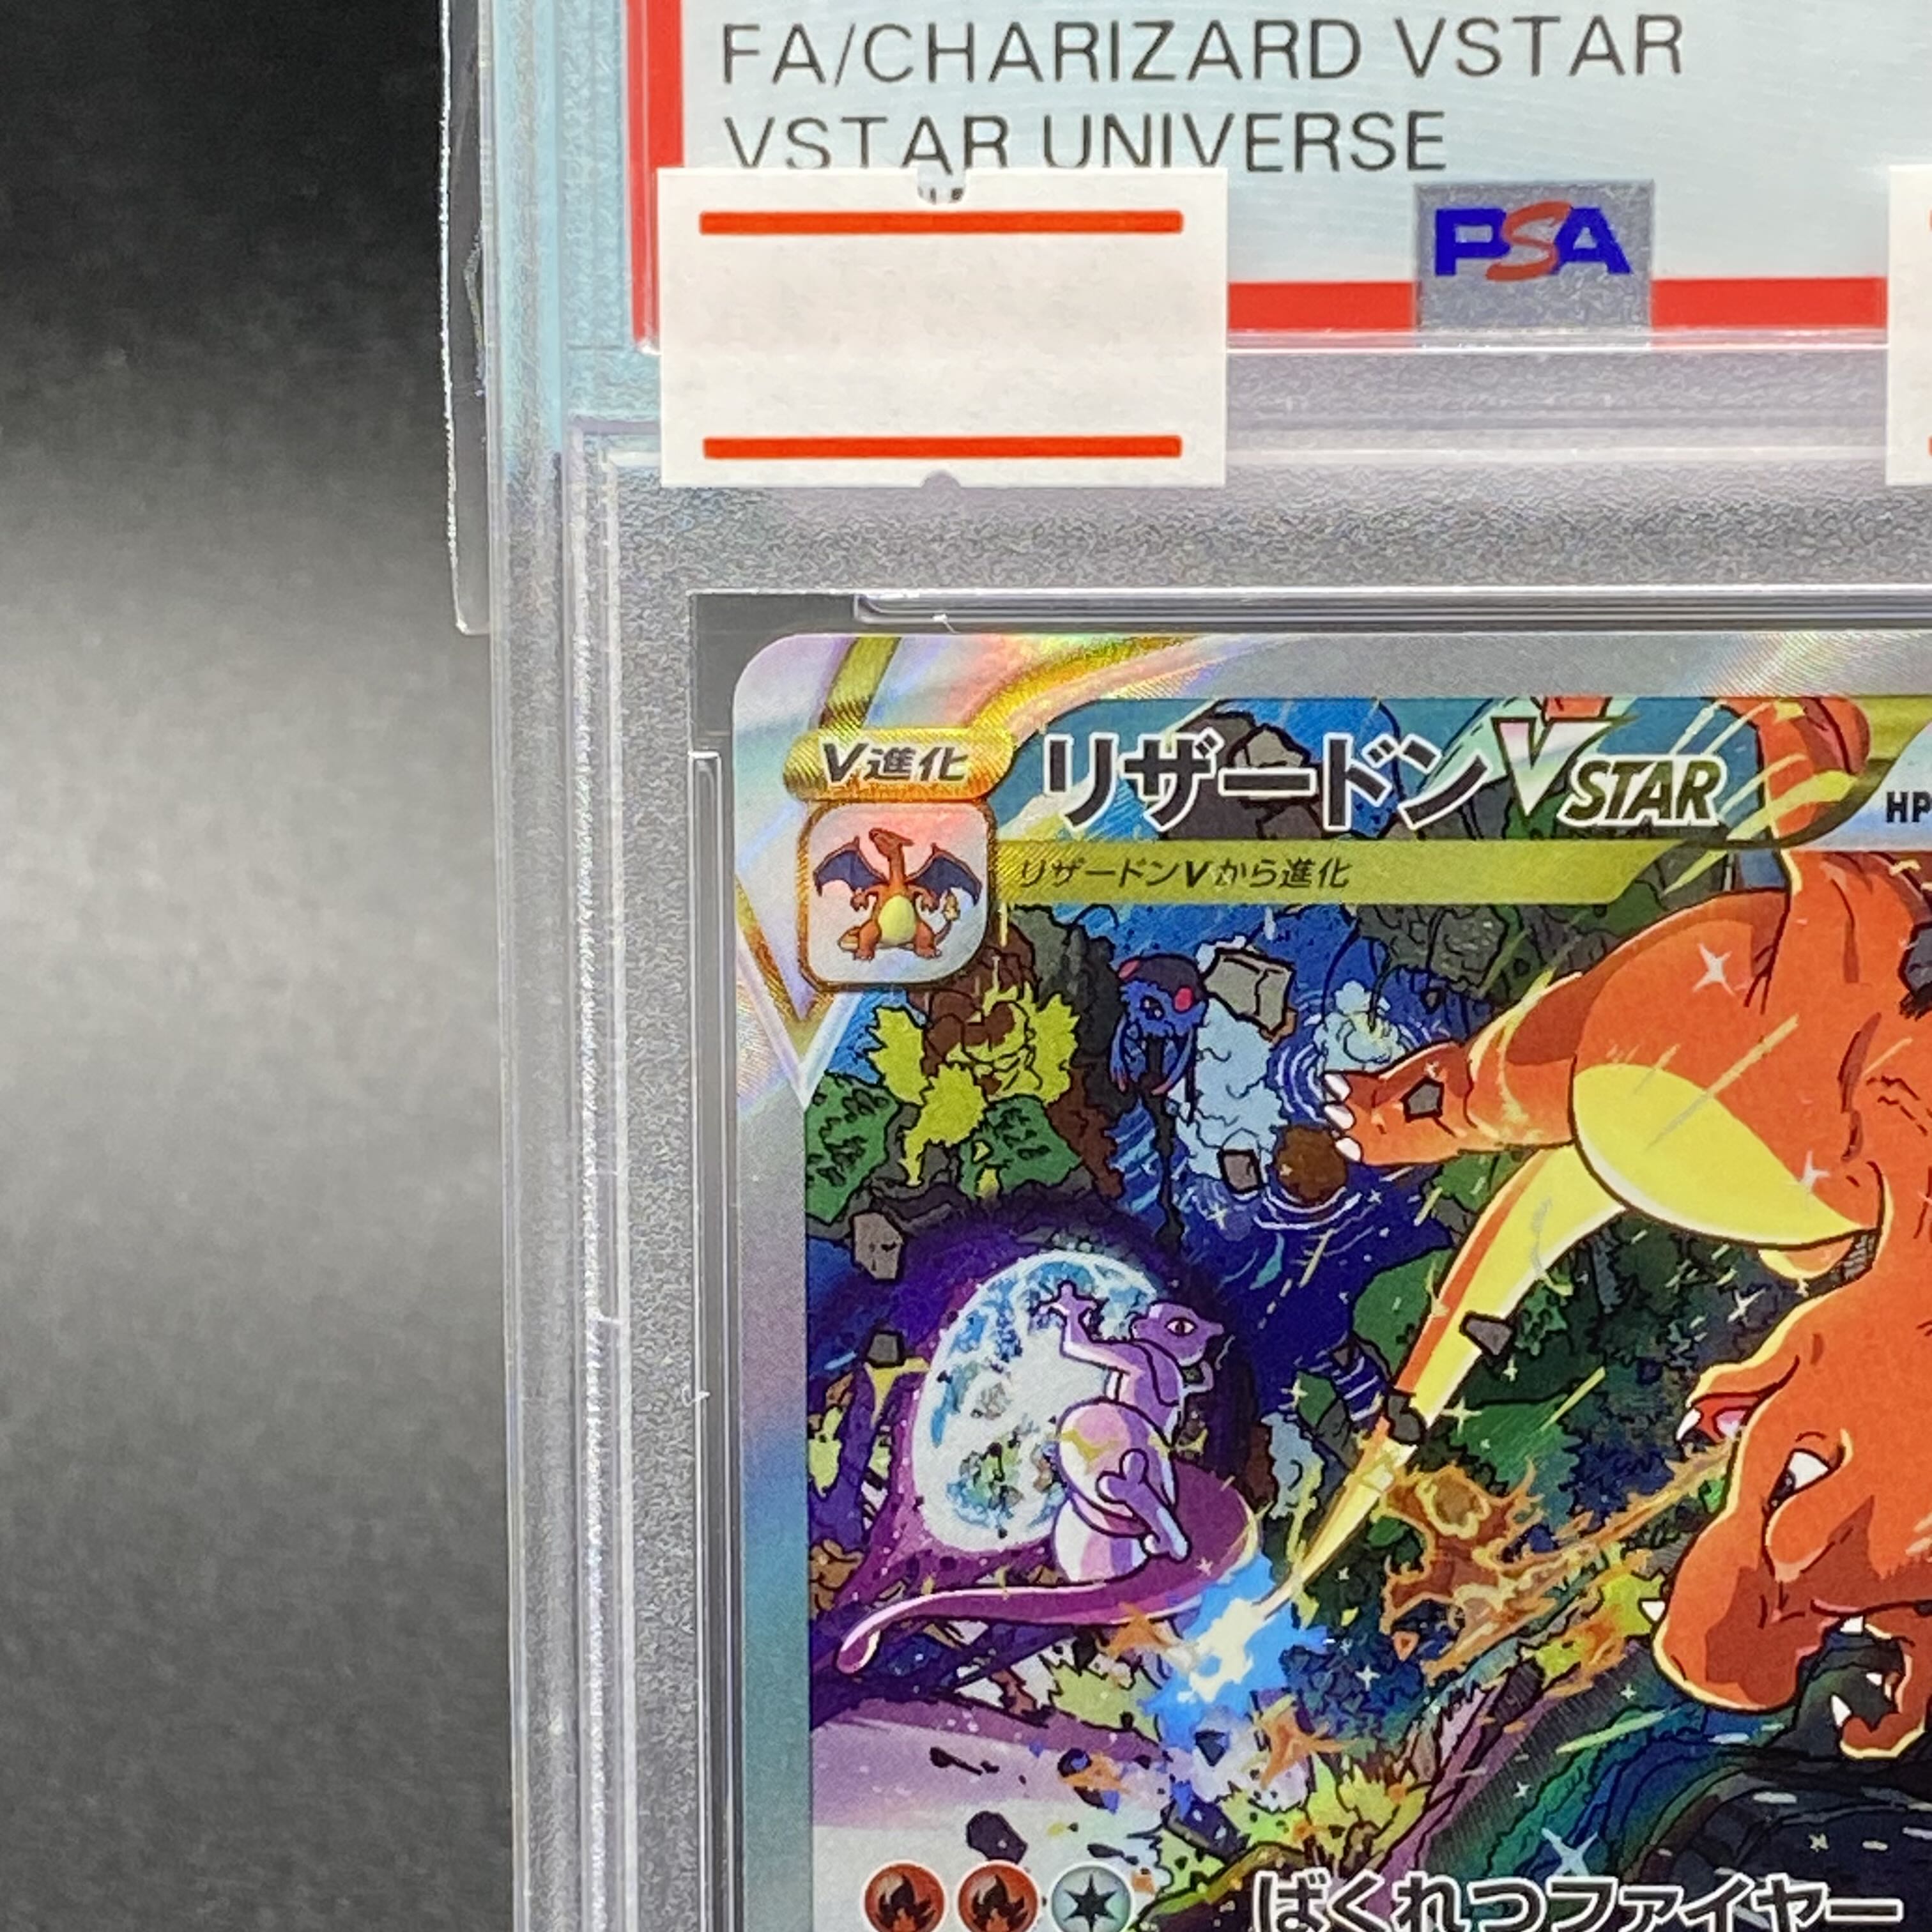 FA/CHARIZARD VSTAR
VSTAR UNIVERSE
PSA
V進化
リザードンVSTAR
HP
リザードンVから進化
ばくれつファイヤー